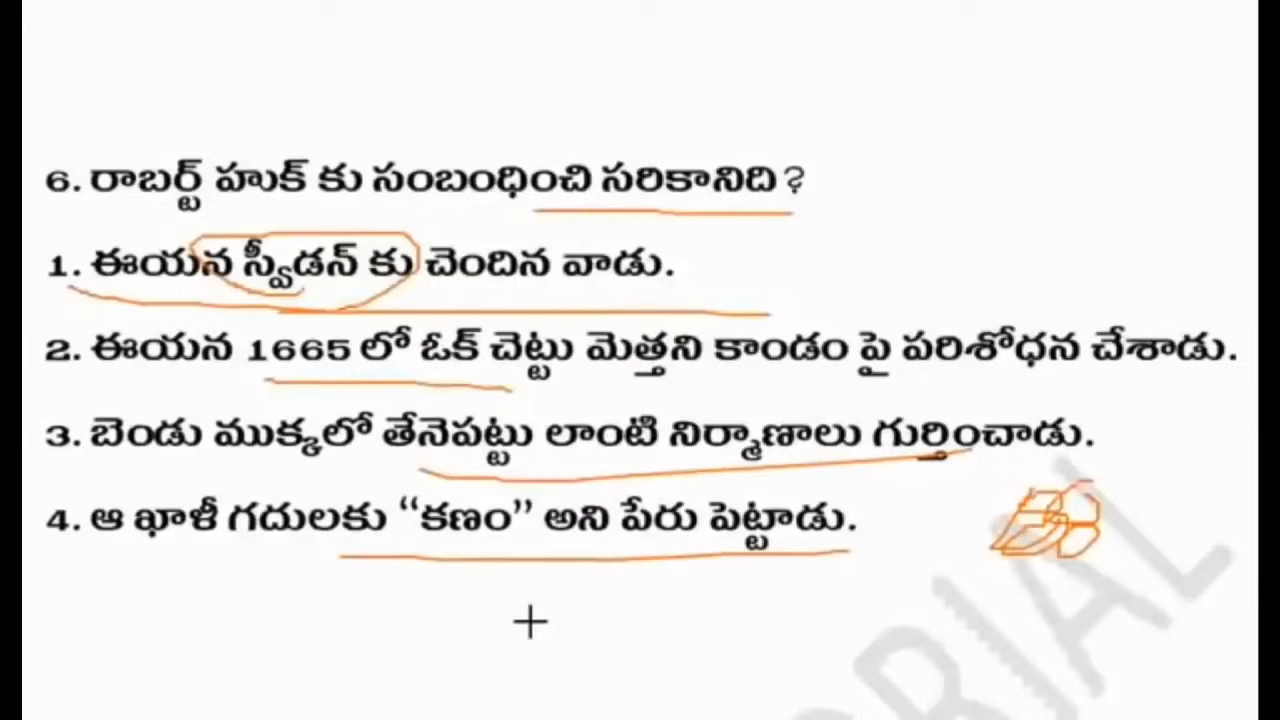 6. రాబర్ట్ హుక్ కు సంబంధించి సరికానిది?
1. ఈయన స్వీడన్ కు చెందిన వాడు.
2. ఈయన 1665 లో ఓక్ చెట్టు మెత్తని కాండం పై పరిశోధన చేశాడు.
3. బెండు ముక్కలో తేనెపట్టు లాంటి నిర్మాణాలు గుర్తించాడు.
4. ఆ ఖాళీ గదులకు “కణం” అని పేరు పెట్టాడు.